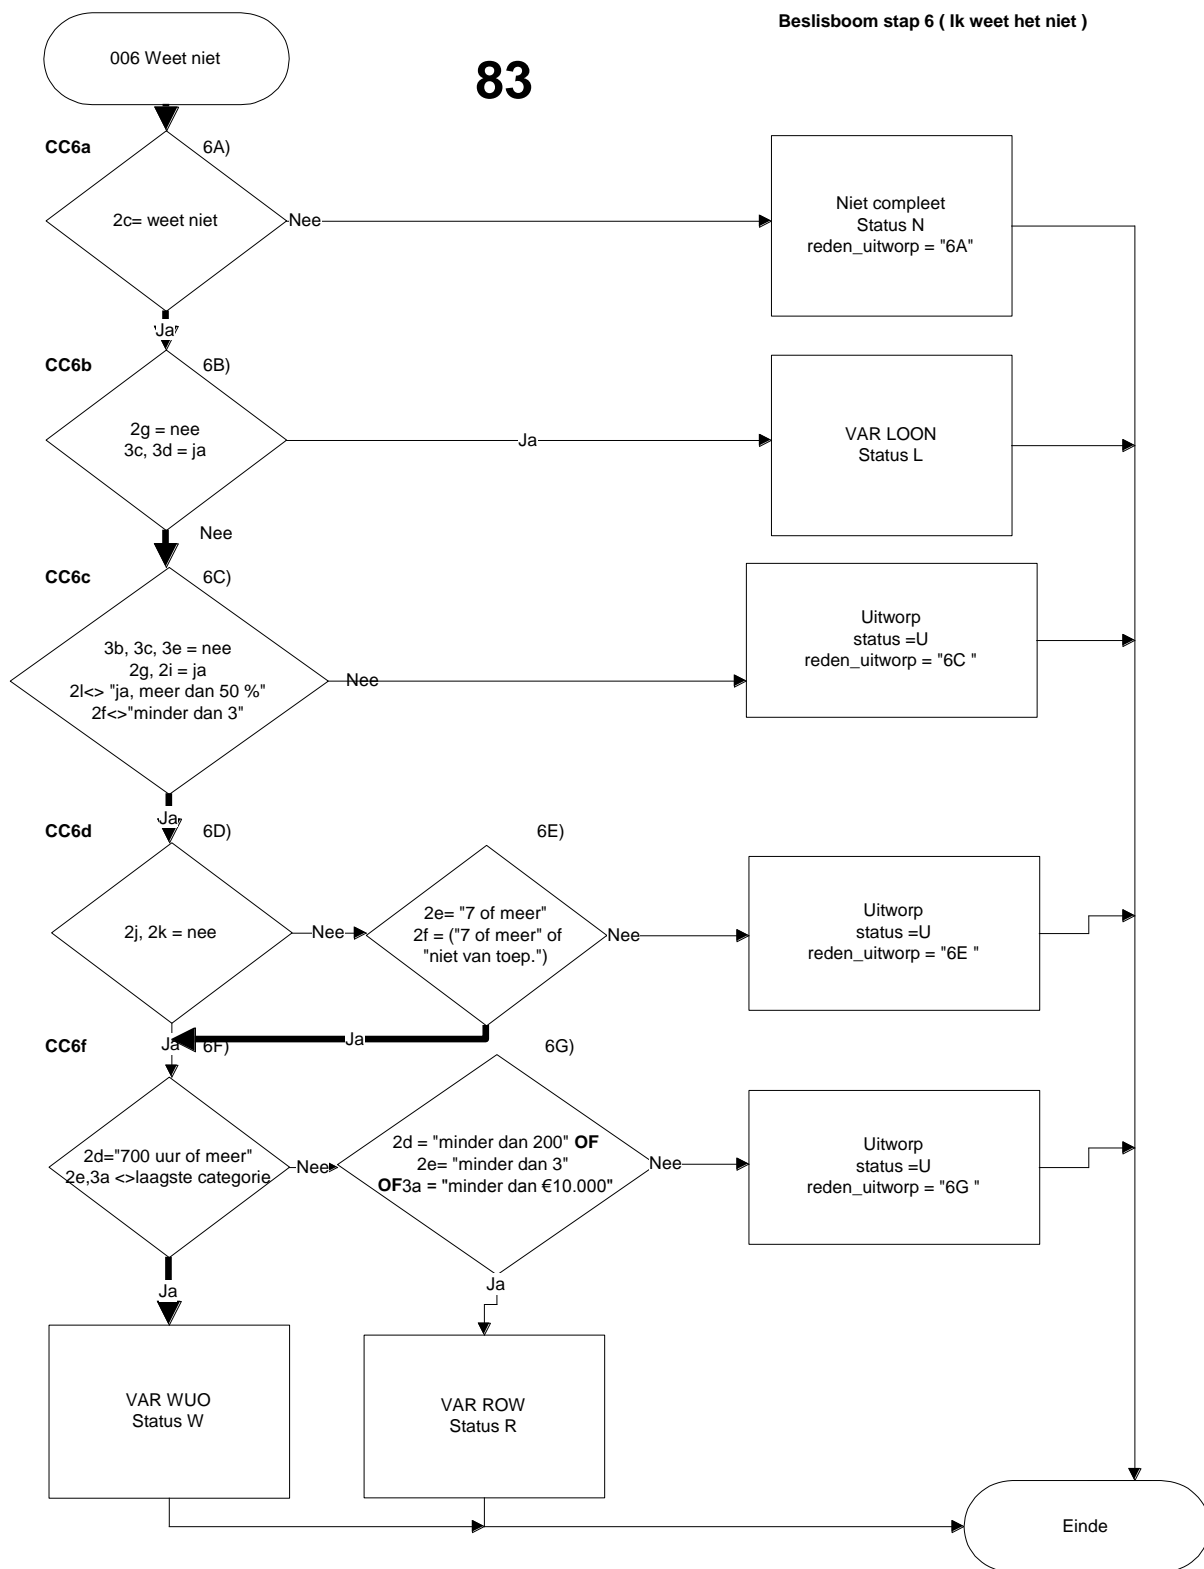 Beslisboom stap 6 ( Ik weet het niet )
006 Weet niet
83
CC6a
6A)
2c= weet niet
Nee
Niet compleet
Status N
reden_uitworp = "6A"
Ja
CC6b
6B)
2g = nee
3c, 3d = ja
Ja
VAR LOON
Status L
Nee
CC6c
6C)
3b, 3c, 3e = nee
2g, 2i = ja
2l<> "ja, meer dan 50 %"
2f<>"minder dan 3"
Nee
Uitworp
status =U
reden_uitworp = "6C "
Ja
CC6d
6D)
2j, 2k = nee
Nee
6E)
2e= "7 of meer"
2f = ("7 of meer" of
"niet van toep.")
Nee
Uitworp
status =U
reden_uitworp = "6E "
Ja
Ja
CC6f
6F)
2d="700 uur of meer"
2e,3a <>laagste categorie
Nee
6G)
2d = "minder dan 200" OF
2e= "minder dan 3"
OF3a = "minder dan €10.000"
Nee
Uitworp
status =U
reden_uitworp = "6G "
Ja
Ja
VAR WUO
Status W
VAR ROW
Status R
Einde